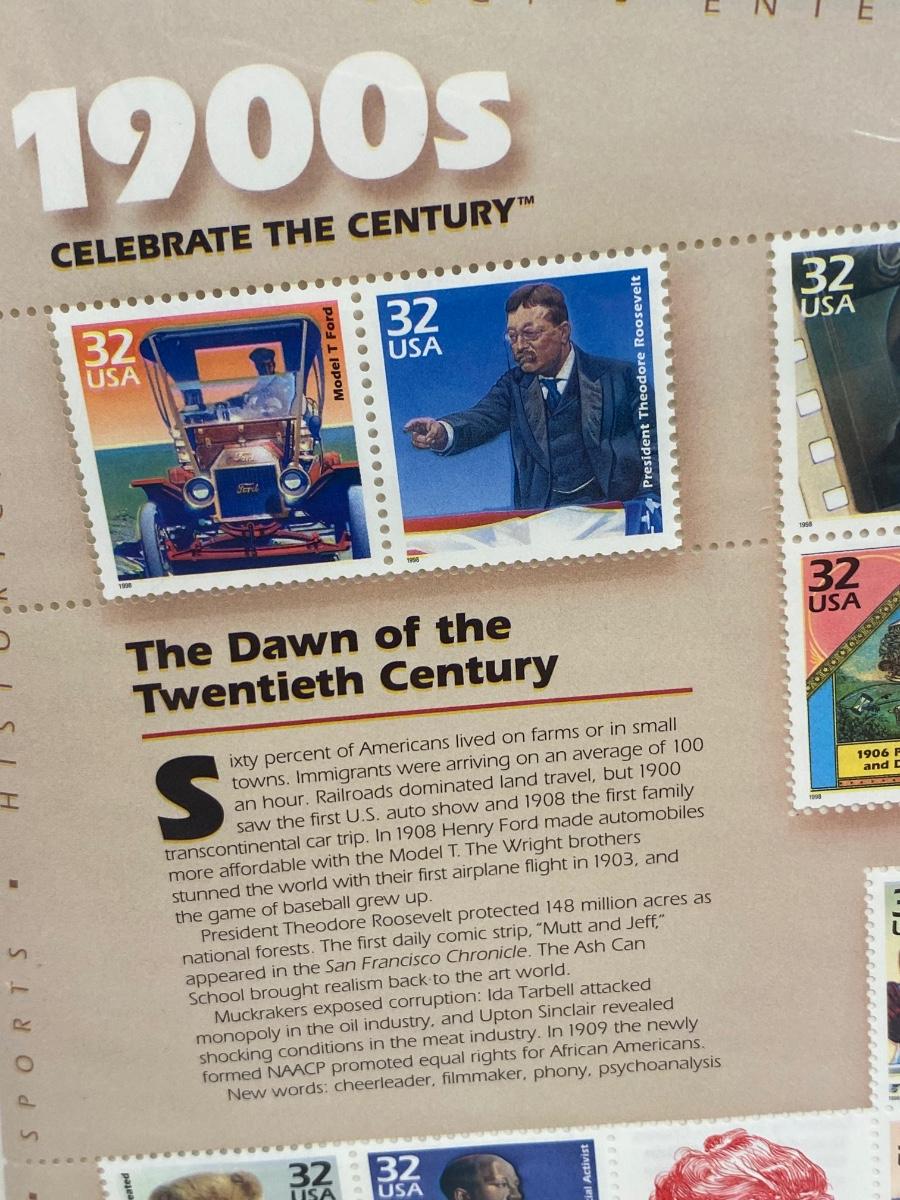 1900s
CELEBRATE THE CENTURY™
32
USA
Model T Ford
Ford
Ford
1998
32
USA
President Theodore Roosevelt
1998
32
USA
1998
32
USA
1906
and
1998
The Dawn of the
Twentieth Century
Sixty percent of Americans lived on farms or in small
towns. Immigrants were arriving on an average of 100
an hour. Railroads dominated land travel, but 1900
saw the first U.S. auto show and 1908 the first family
transcontinental car trip. In 1908 Henry Ford made automobiles
more affordable with the Model T. The Wright brothers
stunned the world with their first airplane flight in 1903, and
the game of baseball grew up.
President Theodore Roosevelt protected 148 million acres as
national forests. The first daily comic strip, “Mutt and Jeff,”
appeared in the San Francisco Chronicle. The Ash Can
School brought realism back to the art world.
Muckrakers exposed corruption: Ida Tarbell attacked
monopoly in the oil industry, and Upton Sinclair revealed
shocking conditions in the meat industry. In 1909 the newly
formed NAACP promoted equal rights for African Americans.
New words: cheerleader, filmmaker, phony, psychoanalysis
SPORTS ▪
32
USA
32
USA
Activist